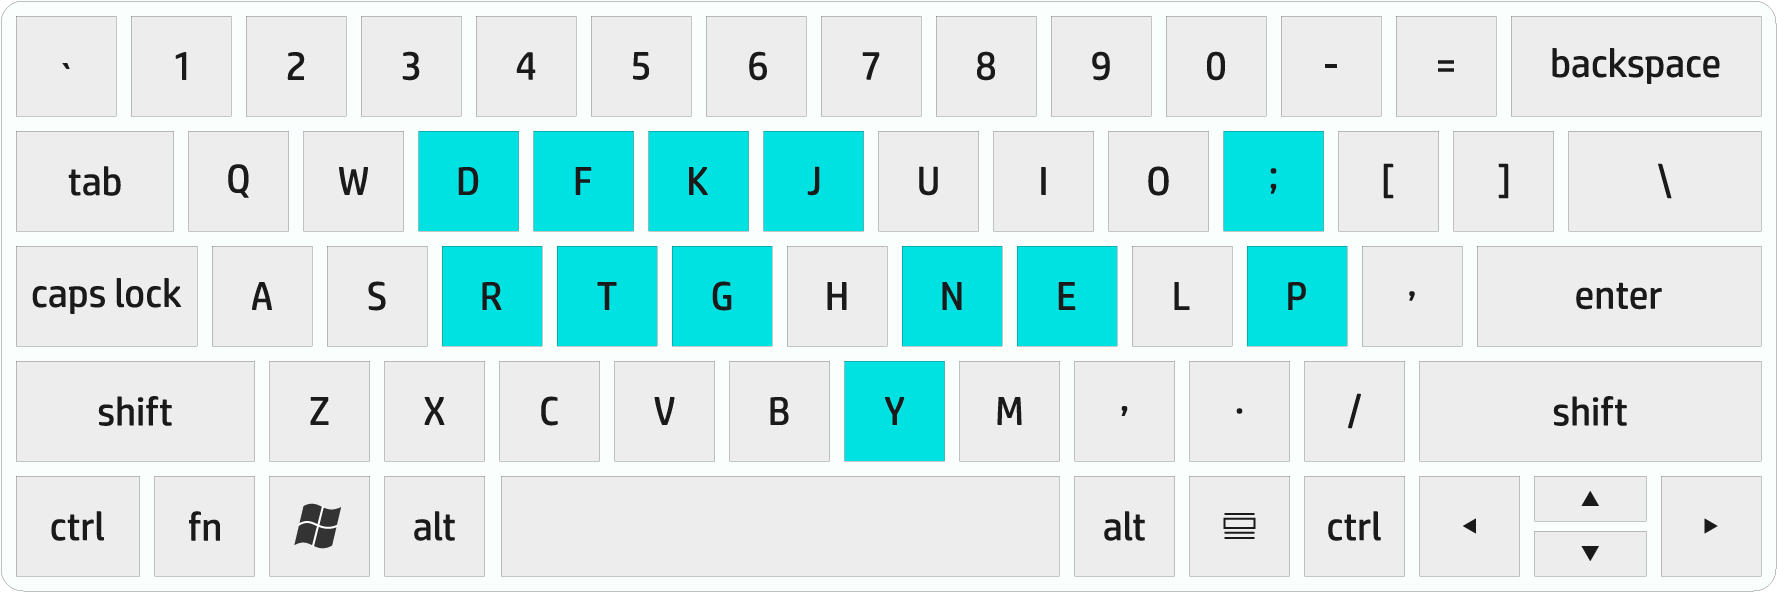 ` 1 2 3 4 5 6 7 8 9 0 - = backspace
tab Q W D F K J U I O ; [ ] \
caps lock A S R T G H N E L P , enter
shift Z X C V B Y M , . / shift
ctrl fn alt alt ctrl ◄ ▲ ▼ ►